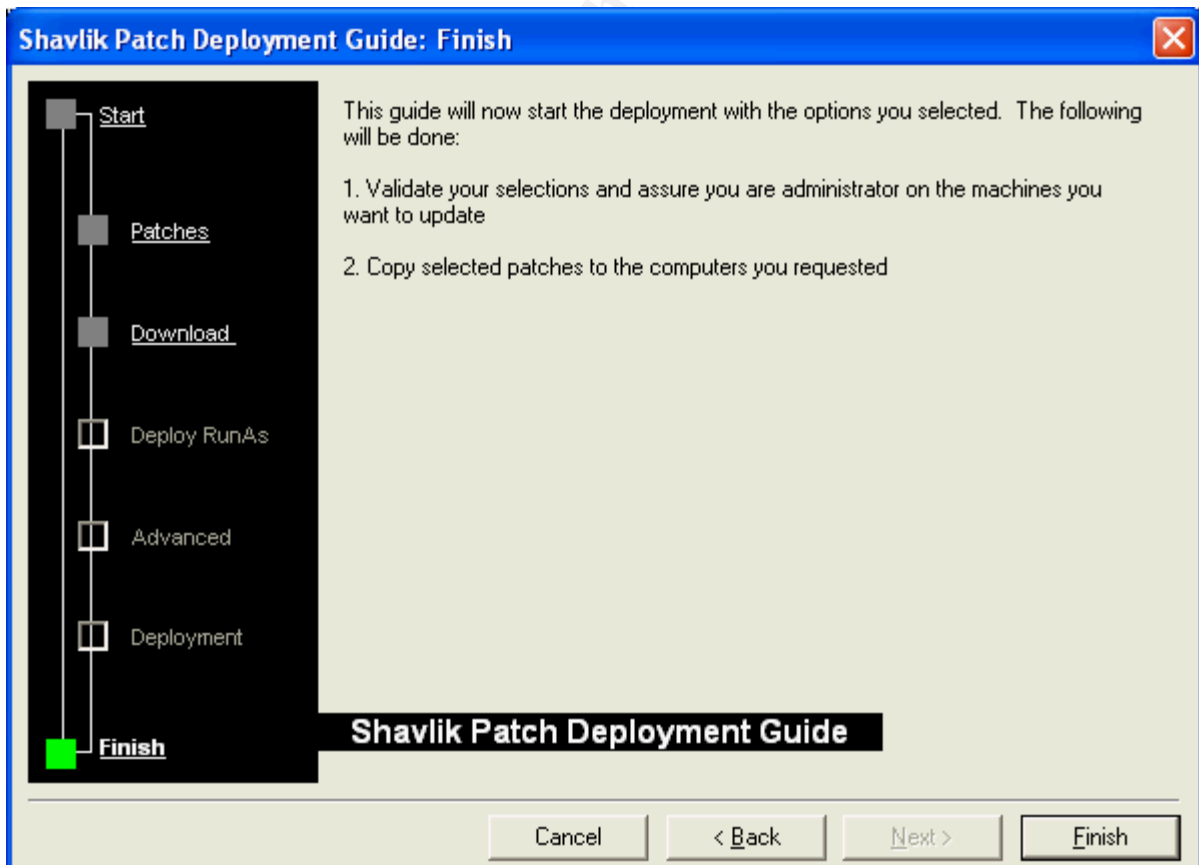 Shavlik Patch Deployment Guide: Finish
Start
Patches
Download
Deploy RunAs
Advanced
Deployment
Finish
This guide will now start the deployment with the options you selected. The following
will be done:
1. Validate your selections and assure you are administrator on the machines you
want to update
2. Copy selected patches to the computers you requested
Shavlik Patch Deployment Guide
Cancel
< Back
Next >
Finish